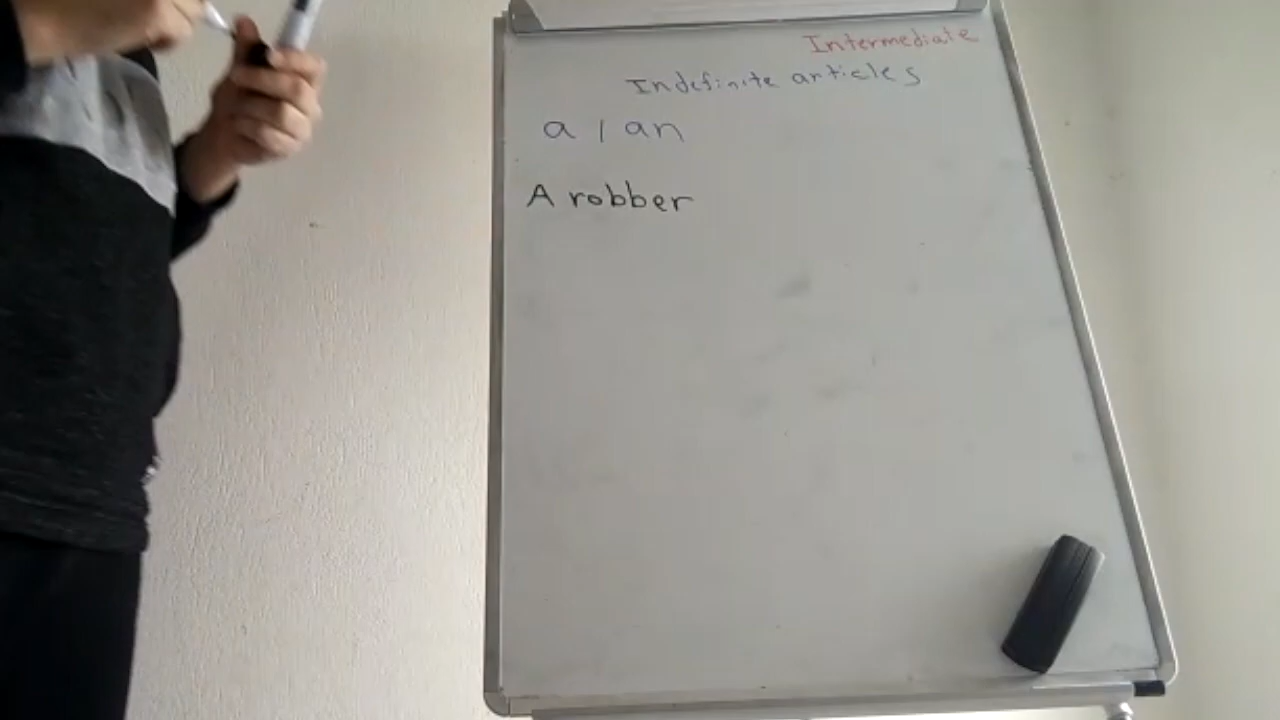 Intermediate
Indefinite articles
a / an
A robber